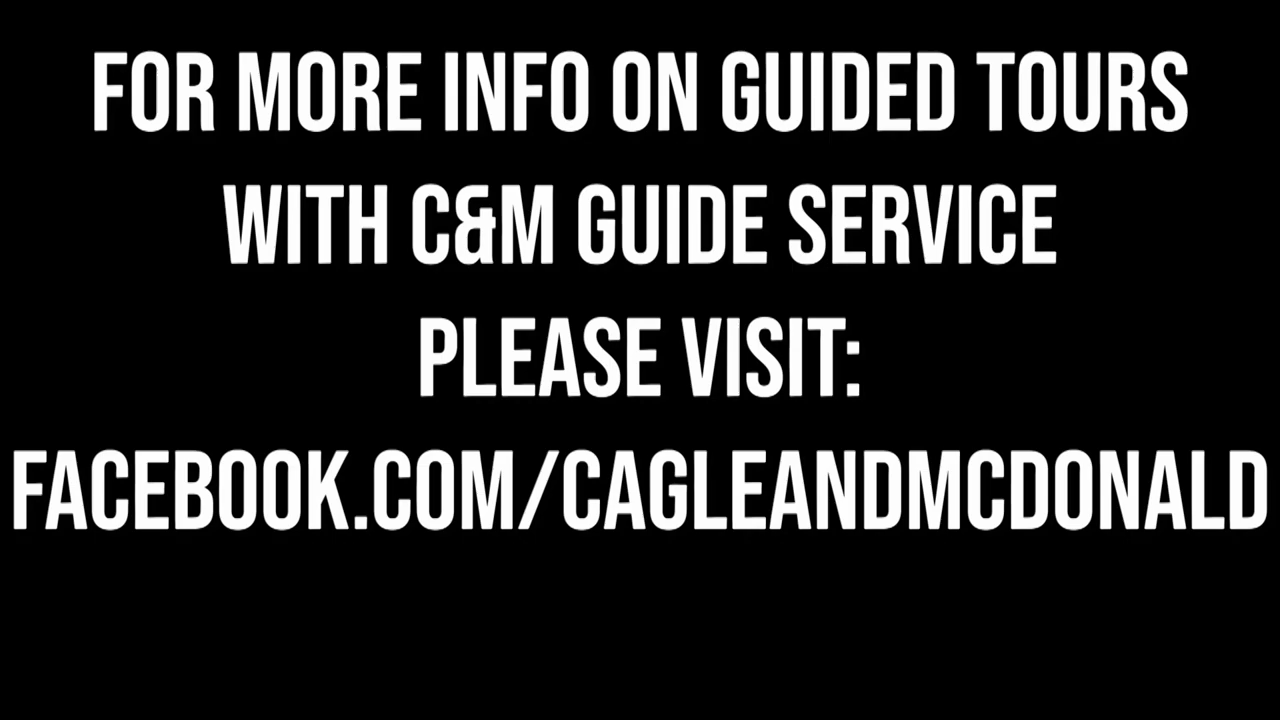 FOR MORE INFO ON GUIDED TOURS
WITH C&M GUIDE SERVICE
PLEASE VISIT:
FACEBOOK.COM/CAGLEANDMCDONALD